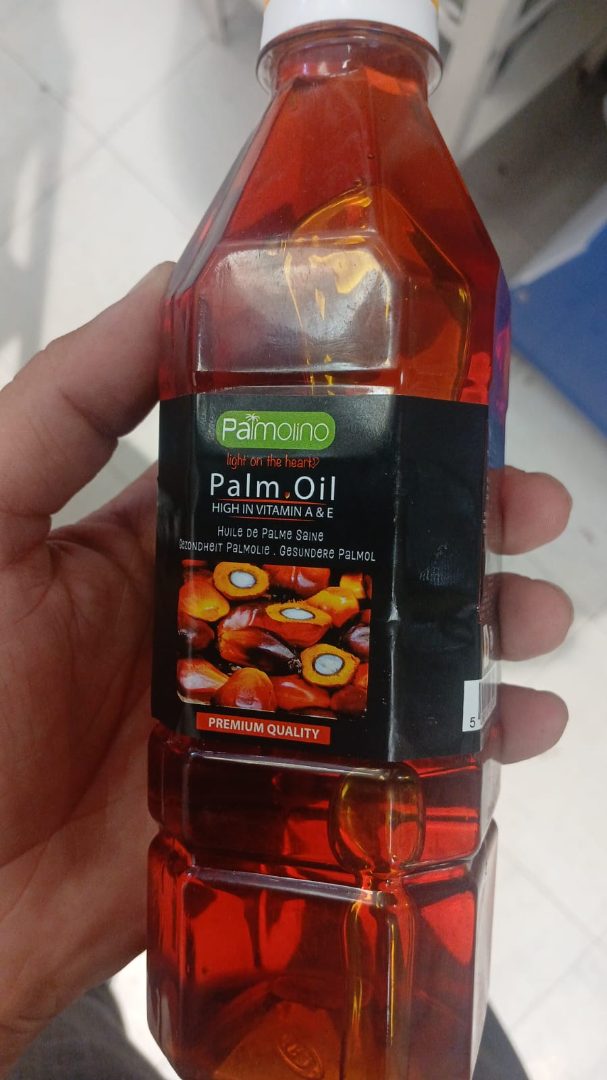 Palmolino
light on the heart
Palm Oil
HIGH IN VITAMIN A & E
HUILE DE PALME SAINE
GEZONDHEIT PALMOLIE . GESUNDERE PALMOL
PREMIUM QUALITY
5